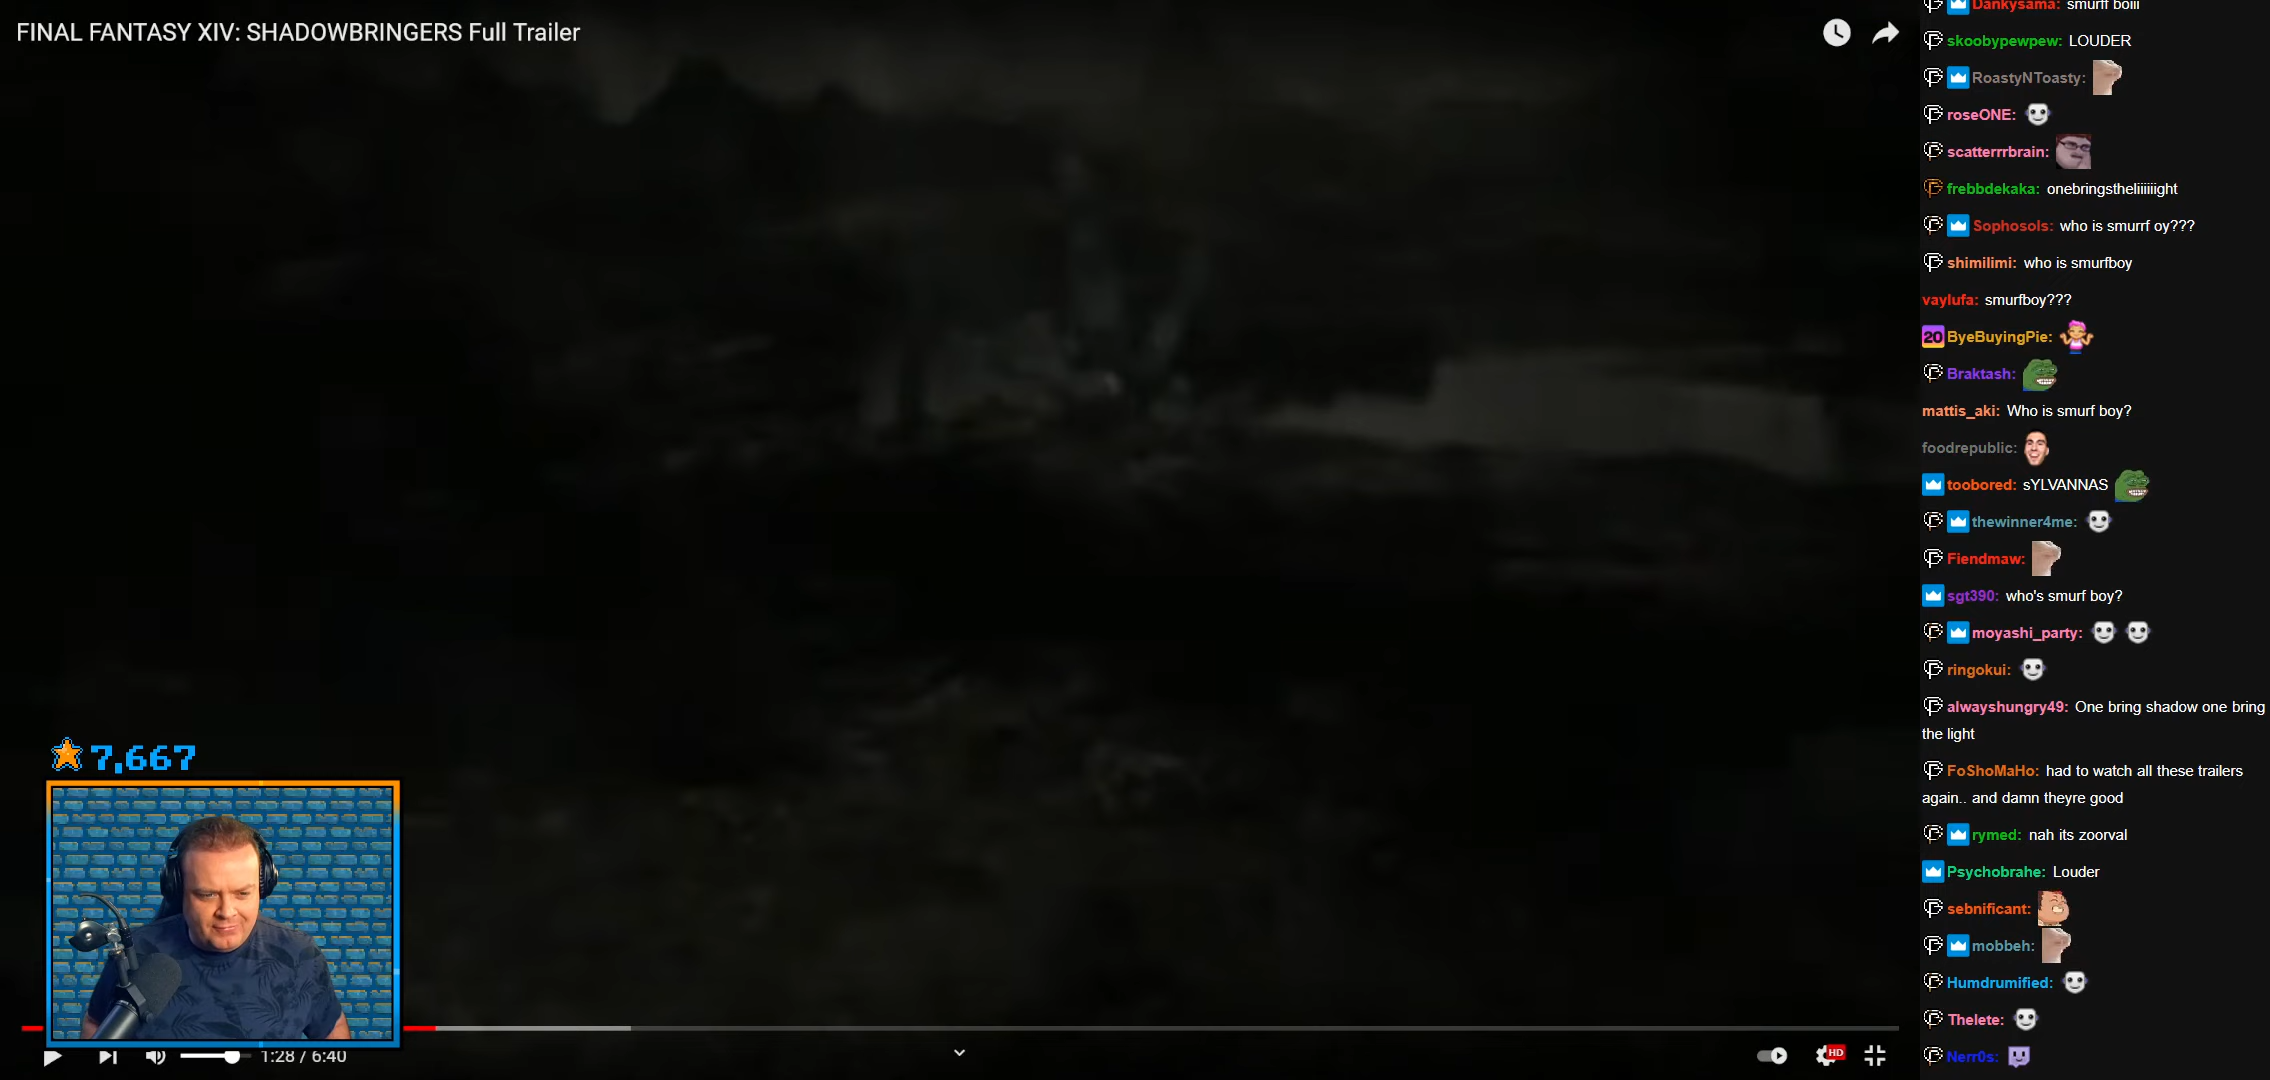 FINAL FANTASY XIV: SHADOWBRINGERS Full Trailer
7,667
1:28 / 6:40
HD
Dankysama: smurff boiii
skoobypewpew: LOUDER
RoastyNToasty:
roseONE:
scatterrrbrain:
frebbdekaka: onebringstheliiiiiight
Sophosols: who is smurrf oy???
shimilimi: who is smurfboy
vaylufa: smurfboy???
20 ByeBuyingPie:
Braktash:
mattis_aki: Who is smurf boy?
foodrepublic:
toobored: sYLVANNAS
thewinner4me:
Fiendmaw:
sgt390: who's smurf boy?
moyashi_party:
ringokui:
alwayshungry49: One bring shadow one bring
the light
FoShoMaHo: had to watch all these trailers
again.. and damn theyre good
rymed: nah its zoorval
Psychobrahe: Louder
sebnificant:
mobbeh:
Humdrumified:
Thelete:
Nerr0s: